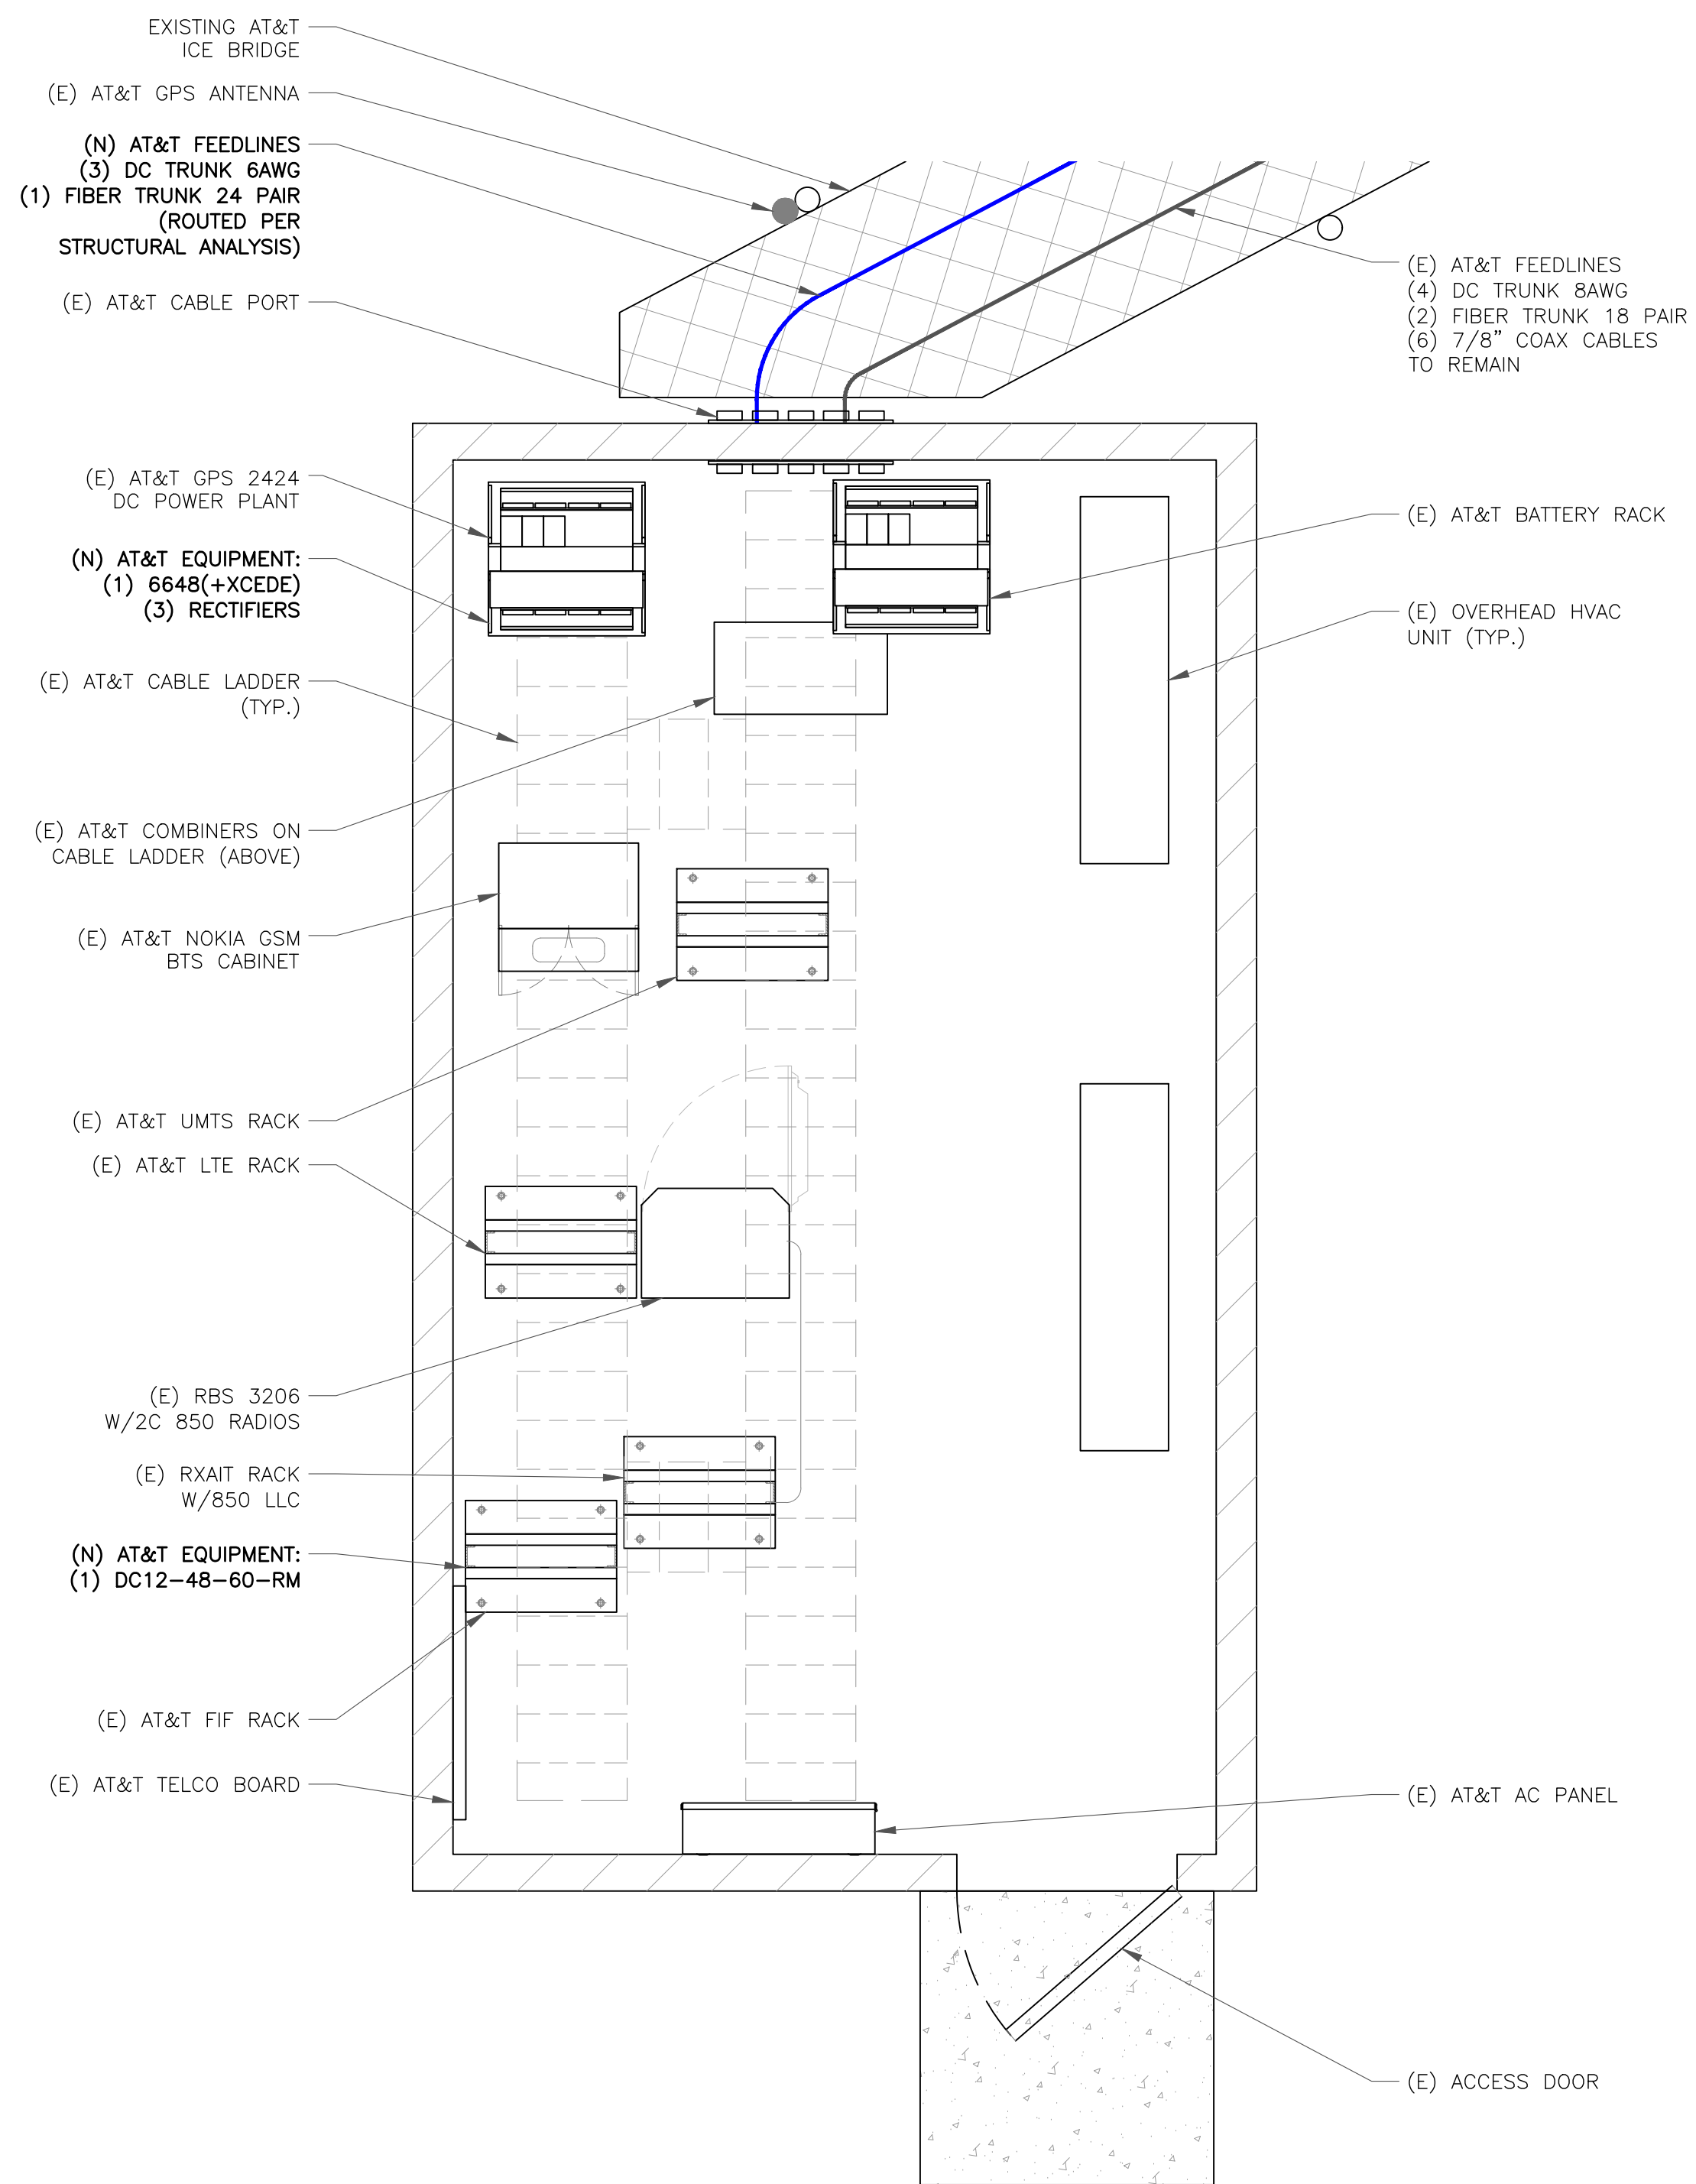 EXISTING AT&T
ICE BRIDGE
(E) AT&T GPS ANTENNA
(N) AT&T FEEDLINES
(3) DC TRUNK 6AWG
(1) FIBER TRUNK 24 PAIR
(ROUTED PER
STRUCTURAL ANALYSIS)
(E) AT&T CABLE PORT
(E) AT&T GPS 2424
DC POWER PLANT
(N) AT&T EQUIPMENT:
(1) 6648(+XCEDE)
(3) RECTIFIERS
(E) AT&T CABLE LADDER
(TYP.)
(E) AT&T COMBINERS ON
CABLE LADDER (ABOVE)
(E) AT&T NOKIA GSM
BTS CABINET
(E) AT&T UMTS RACK
(E) AT&T LTE RACK
(E) RBS 3206
W/2C 850 RADIOS
(E) RXAIT RACK
W/850 LLC
(N) AT&T EQUIPMENT:
(1) DC12-48-60-RM
(E) AT&T FIF RACK
(E) AT&T TELCO BOARD
(E) AT&T FEEDLINES
(4) DC TRUNK 8AWG
(2) FIBER TRUNK 18 PAIR
(6) 7/8" COAX CABLES
TO REMAIN
(E) AT&T BATTERY RACK
(E) OVERHEAD HVAC
UNIT (TYP.)
(E) AT&T AC PANEL
(E) ACCESS DOOR